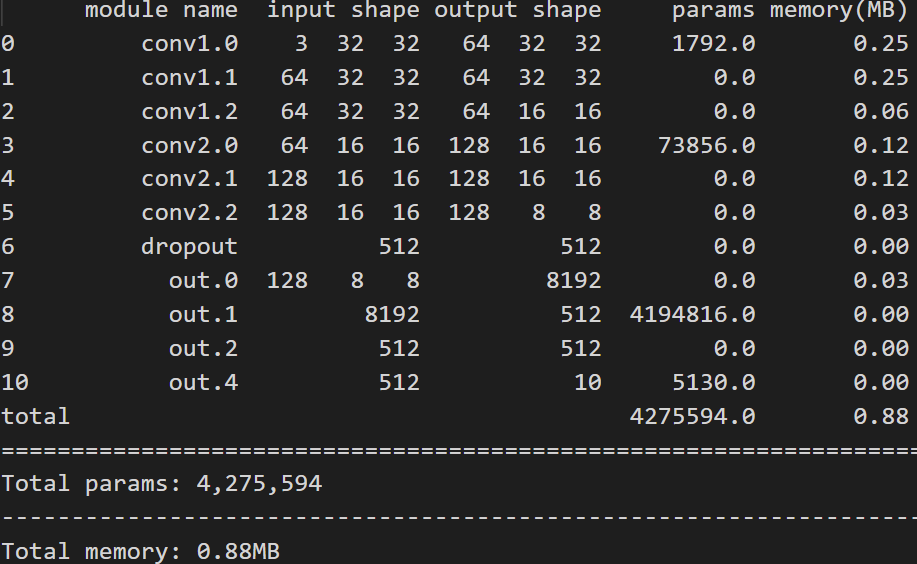 module name  input shape output shape     params memory(MB)
0         conv1.0    3  32  32   64  32  32     1792.0       0.25
1         conv1.1   64  32  32   64  32  32        0.0       0.25
2         conv1.2   64  32  32   64  16  16        0.0       0.06
3         conv2.0   64  16  16  128  16  16    73856.0       0.12
4         conv2.1  128  16  16  128  16  16        0.0       0.12
5         conv2.2  128  16  16  128   8   8        0.0       0.03
6         dropout          512          512        0.0       0.00
7           out.0  128   8   8         8192        0.0       0.03
8           out.1         8192          512  4194816.0       0.00
9           out.2          512          512        0.0       0.00
10          out.4          512           10     5130.0       0.00
total                                        4275594.0       0.88
=================================================================
Total params: 4,275,594
-----------------------------------------------------------------
Total memory: 0.88MB